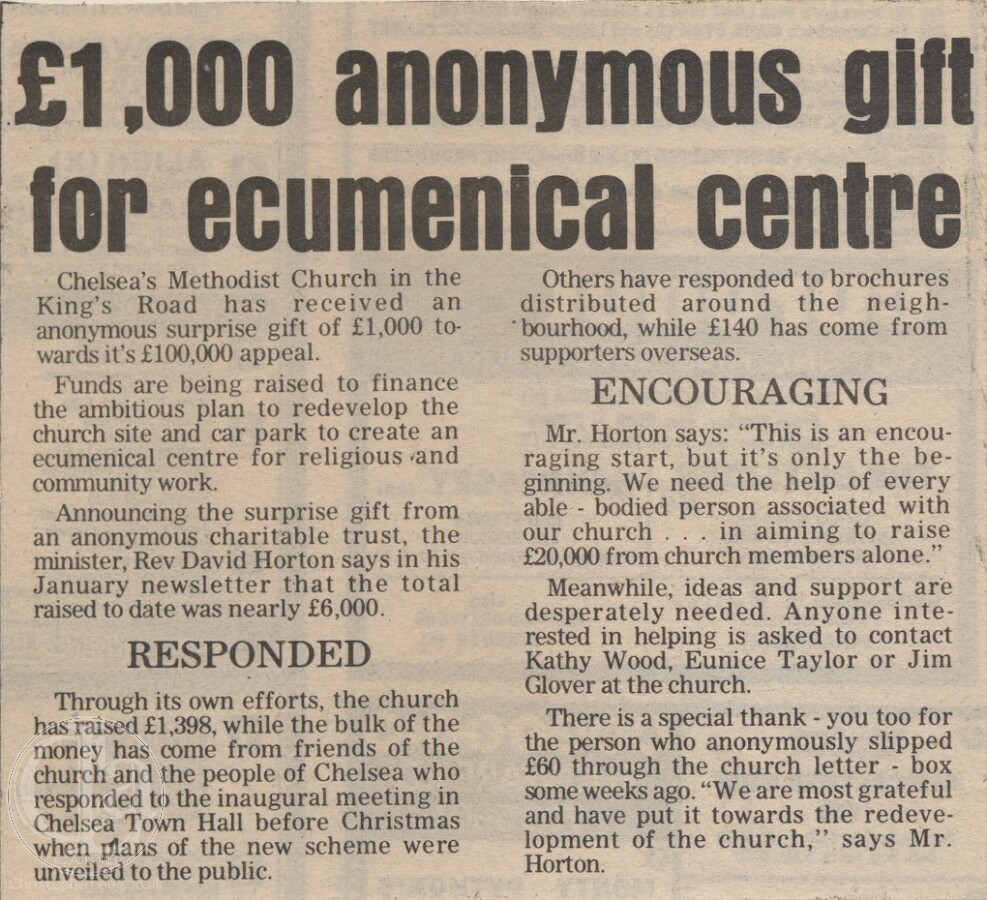 £1,000 anonymous gift
for ecumenical centre
Chelsea's Methodist Church in the
King's Road has received an
anonymous surprise gift of £1,000 to-
wards it's £100,000 appeal.
Funds are being raised to finance
the ambitious plan to redevelop the
church site and car park to create an
ecumenical centre for religious and
community work.
Announcing the surprise gift from
an anonymous charitable trust, the
minister, Rev David Horton says in his
January newsletter that the total
raised to date was nearly £6,000.
RESPONDED
Through its own efforts, the church
has raised £1,398, while the bulk of the
money has come from friends of the
church and the people of Chelsea who
responded to the inaugural meeting in
Chelsea Town Hall before Christmas
when plans of the new scheme were
unveiled to the public.
Others have responded to brochures
distributed around the neigh-
bourhood, while £140 has come from
supporters overseas.
ENCOURAGING
Mr. Horton says: "This is an encou-
raging start, but it's only the be-
ginning. We need the help of every
able - bodied person associated with
our church . . . in aiming to raise
£20,000 from church members alone."
Meanwhile, ideas and support are
desperately needed. Anyone inte-
rested in helping is asked to contact
Kathy Wood, Eunice Taylor or Jim
Glover at the church.
There is a special thank - you too for
the person who anonymously slipped
£60 through the church letter - box
some weeks ago. "We are most grateful
and have put it towards the redeve-
lopment of the church," says Mr.
Horton.